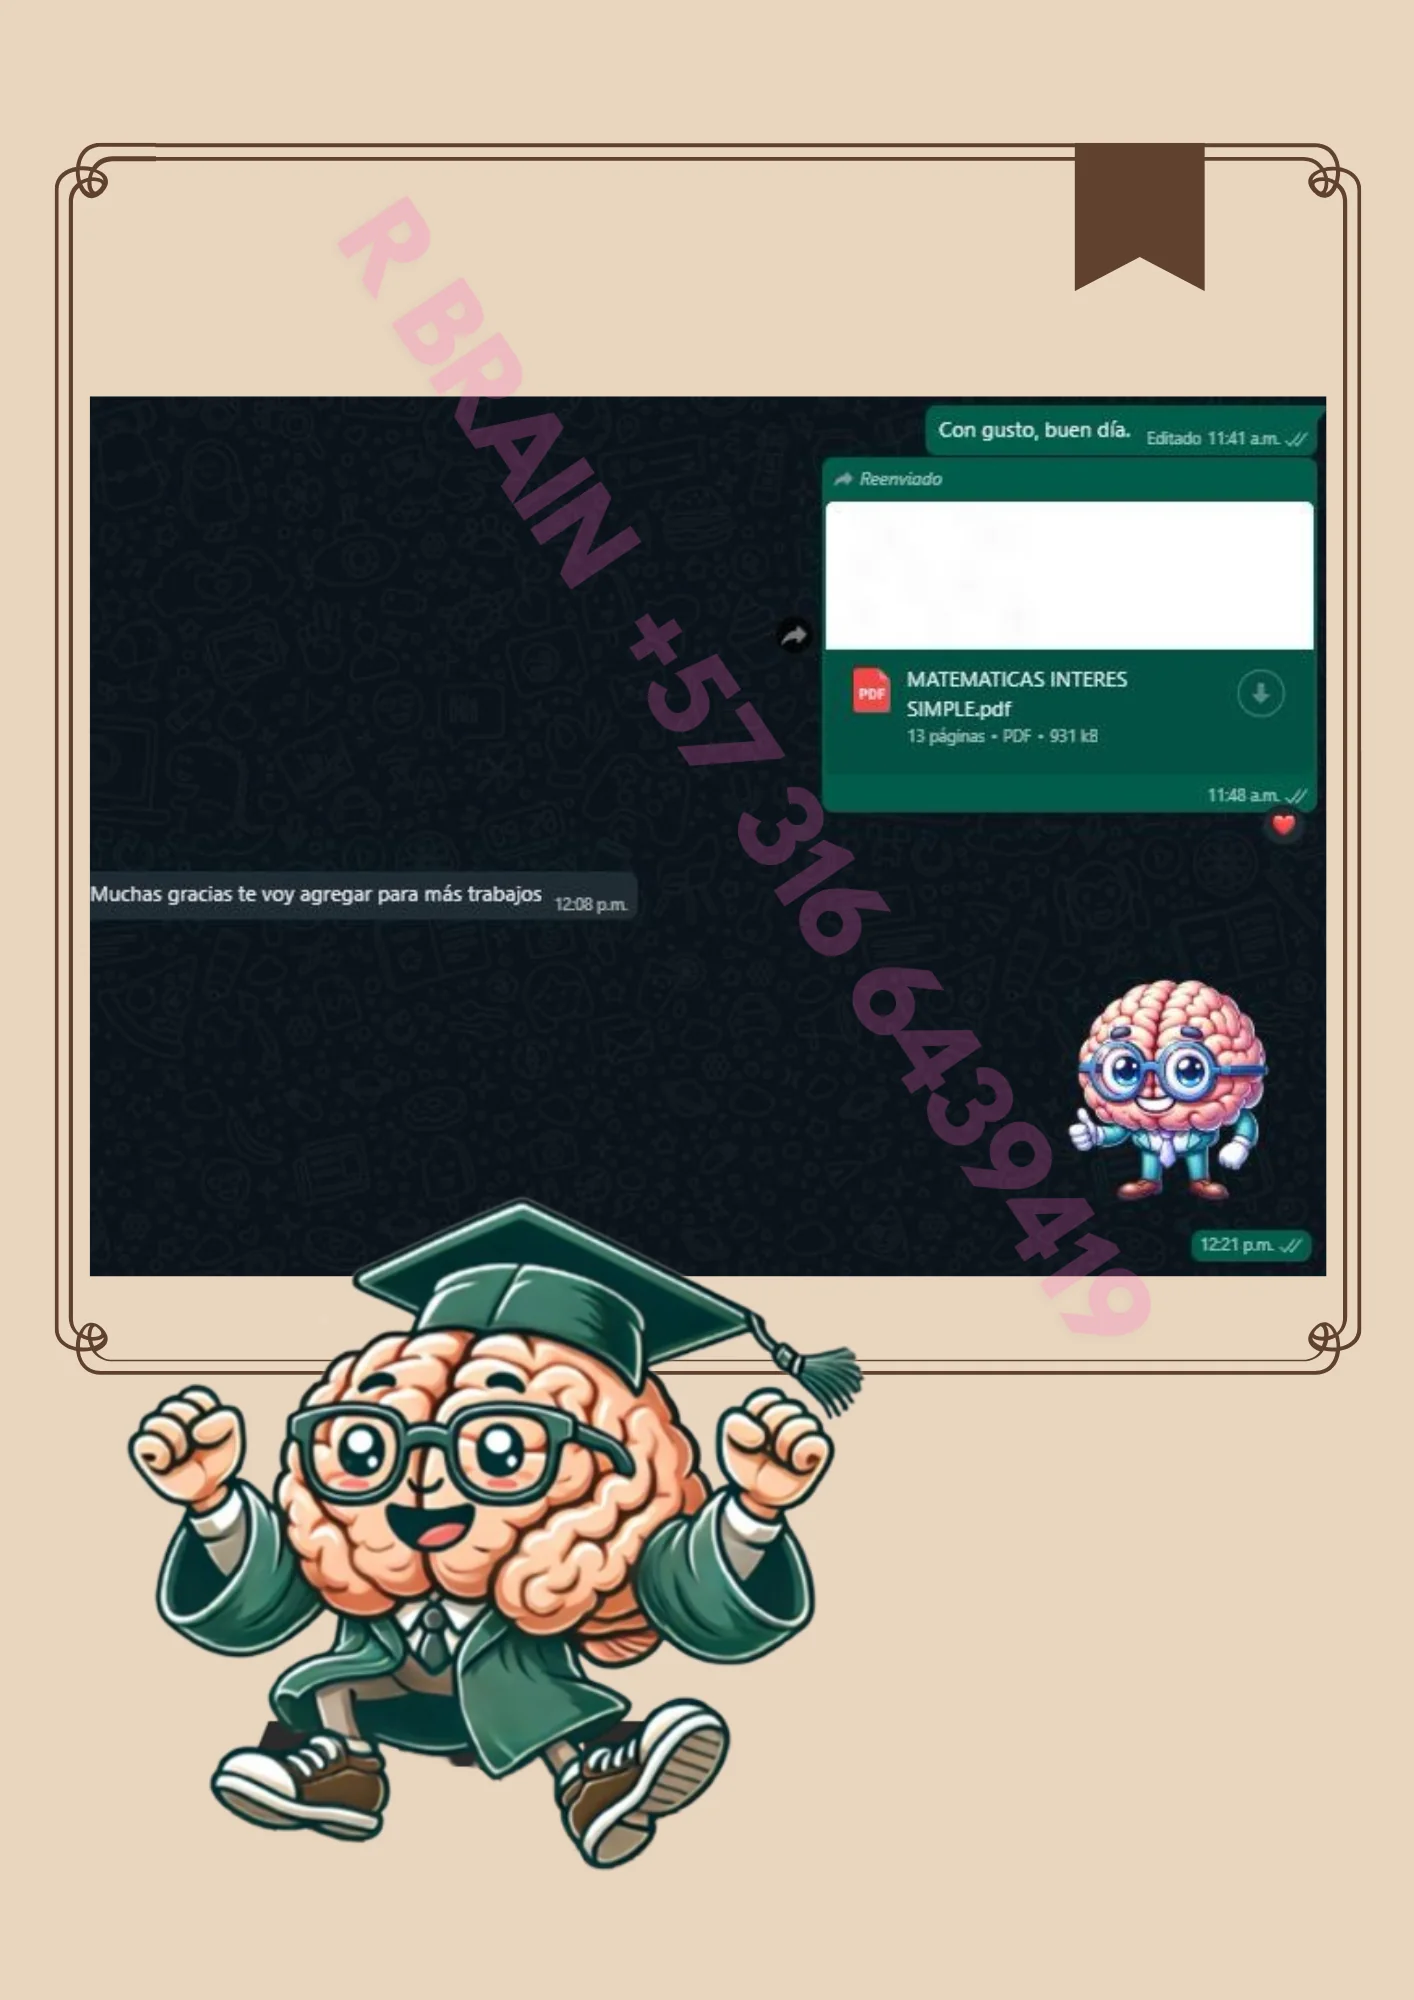 Con gusto, buen día. Editado 11:41 a.m.
Reenviado
PDF MATEMATICAS INTERES
SIMPLE.pdf
13 páginas • PDF • 931 kB
11:48 a.m.
Muchas gracias te voy agregar para más trabajos 12:08 p.m.
12:21 p.m.
R BRAIN +57 316 6439419